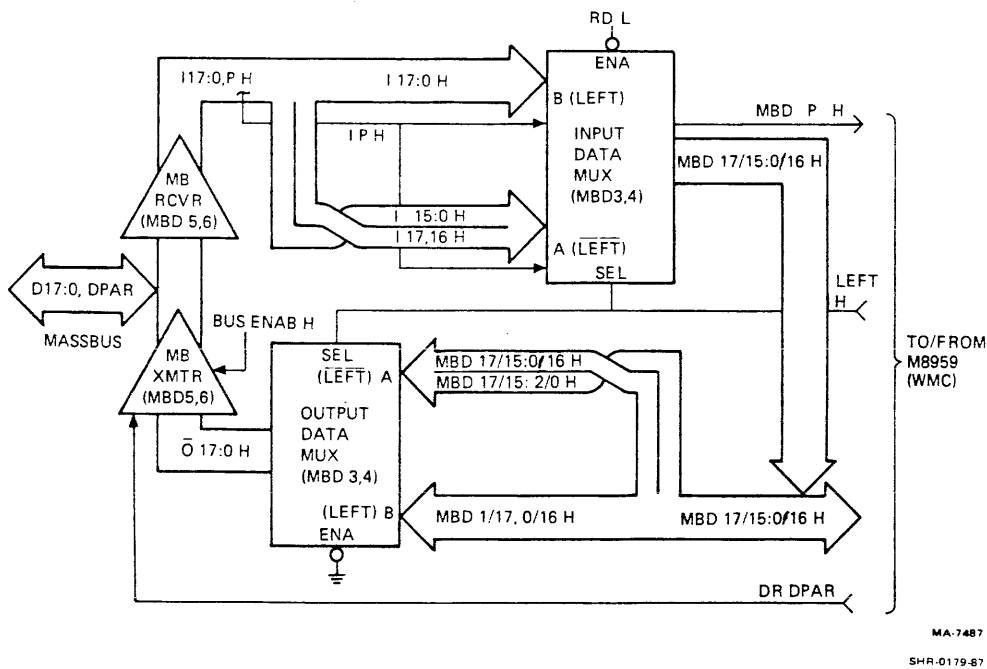 RD L
ENA
I17:0,P H
I 17:0 H
B (LEFT)
MBD P H
I P H
INPUT
DATA
MUX
(MBD3,4)
MBD 17/15:0/16 H
MB
RCVR
(MBD 5,6)
I 15:0 H
I 17,16 H
A (LEFT)
SEL
D17:0, DPAR
MASSBUS
LEFT
H
BUS ENAB H
TO/FROM
M8959
(WMC)
MB
XMTR
(MBD5,6)
SEL
(LEFT) A
MBD 17/15:0/16 H
MBD 17/15: 2/0 H
OUTPUT
DATA
MUX
(MBD 3,4)
O 17:0 H
(LEFT) B
ENA
MBD 1/17, 0/16 H
MBD 17/15:0/16 H
DR DPAR
MA-7487
SHR-0179-87